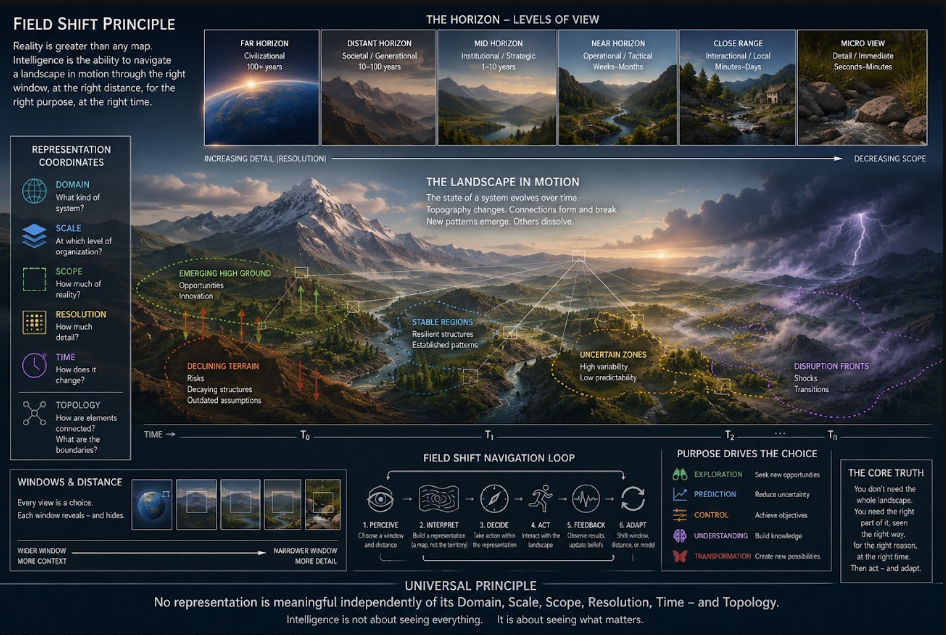 FIELD SHIFT PRINCIPLE
Reality is greater than any map.
Intelligence is the ability to navigate
a landscape in motion through the right
window, at the right distance, for the
right purpose, at the right time.
THE HORIZON – LEVELS OF VIEW
FAR HORIZON
Civilizational
100+ years
DISTANT HORIZON
Societal / Generational
10–100 years
MID HORIZON
Institutional / Strategic
1–10 years
NEAR HORIZON
Operational / Tactical
Weeks–Months
CLOSE RANGE
Interactional / Local
Minutes–Days
MICRO VIEW
Detail / Immediate
Seconds–Minutes
INCREASING DETAIL (RESOLUTION)
DECREASING SCOPE
REPRESENTATION
COORDINATES
DOMAIN
What kind of
system?
SCALE
At which level of
organization?
SCOPE
How much of
reality?
RESOLUTION
How much
detail?
TIME
How does it
change?
TOPOLOGY
How are elements
connected?
What are the
boundaries?
THE LANDSCAPE IN MOTION
The state of a system evolves over time.
Topography changes. Connections form and break.
New patterns emerge. Others dissolve.
EMERGING HIGH GROUND
Opportunities
Innovation
DECLINING TERRAIN
Risks
Decaying structures
Outdated assumptions
STABLE REGIONS
Resilient structures
Established patterns
UNCERTAIN ZONES
High variability
Low predictability
DISRUPTION FRONTS
Shocks
Transitions
TIME → T0 T1 T2 ... Tn
WINDOWS & DISTANCE
Every view is a choice.
Each window reveals – and hides.
WIDER WINDOW
MORE CONTEXT
NARROWER WINDOW
MORE DETAIL
FIELD SHIFT NAVIGATION LOOP
1. PERCEIVE
Choose a window
and distance
2. INTERPRET
Build a representation
(a map, not the territory)
3. DECIDE
Take action within
the representation
4. ACT
Interact with the
landscape
5. FEEDBACK
Observe results,
update beliefs
6. ADAPT
Shift window,
distance, or model
PURPOSE DRIVES THE CHOICE
EXPLORATION Seek new opportunities
PREDICTION Reduce uncertainty
CONTROL Achieve objectives
UNDERSTANDING Build knowledge
TRANSFORMATION Create new possibilities
THE CORE TRUTH
You don't need the
whole landscape.
You need the right
part of it, seen
the right way,
for the right reason,
at the right time.
Then act – and adapt.
UNIVERSAL PRINCIPLE
No representation is meaningful independently of its Domain, Scale, Scope, Resolution, Time – and Topology.
Intelligence is not about seeing everything. It is about seeing what matters.